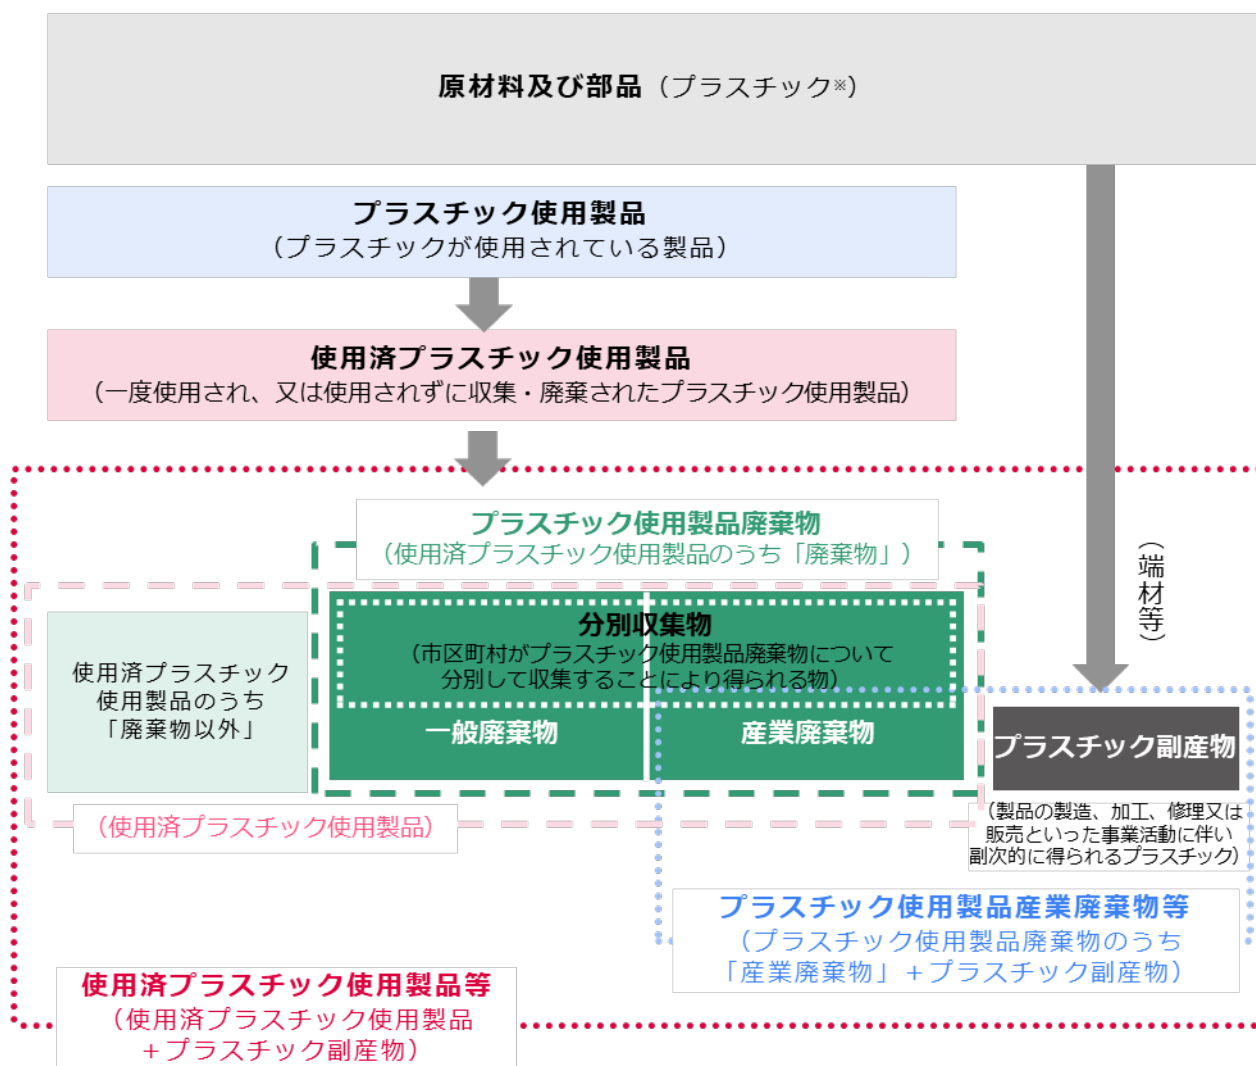 原材料及び部品（プラスチック※）
プラスチック使用製品
（プラスチックが使用されている製品）
使用済プラスチック使用製品
（一度使用され、又は使用されずに収集・廃棄されたプラスチック使用製品）
プラスチック使用製品廃棄物
（使用済プラスチック使用製品のうち「廃棄物」）
（端材等）
使用済プラスチック
使用製品のうち
「廃棄物以外」
分別収集物
（市区町村がプラスチック使用製品廃棄物について
分別して収集することにより得られる物）
一般廃棄物
産業廃棄物
プラスチック副産物
（製品の製造、加工、修理又は
販売といった事業活動に伴い
副次的に得られるプラスチック）
（使用済プラスチック使用製品）
プラスチック使用製品産業廃棄物等
（プラスチック使用製品廃棄物のうち
「産業廃棄物」＋プラスチック副産物）
使用済プラスチック使用製品等
（使用済プラスチック使用製品
＋プラスチック副産物）